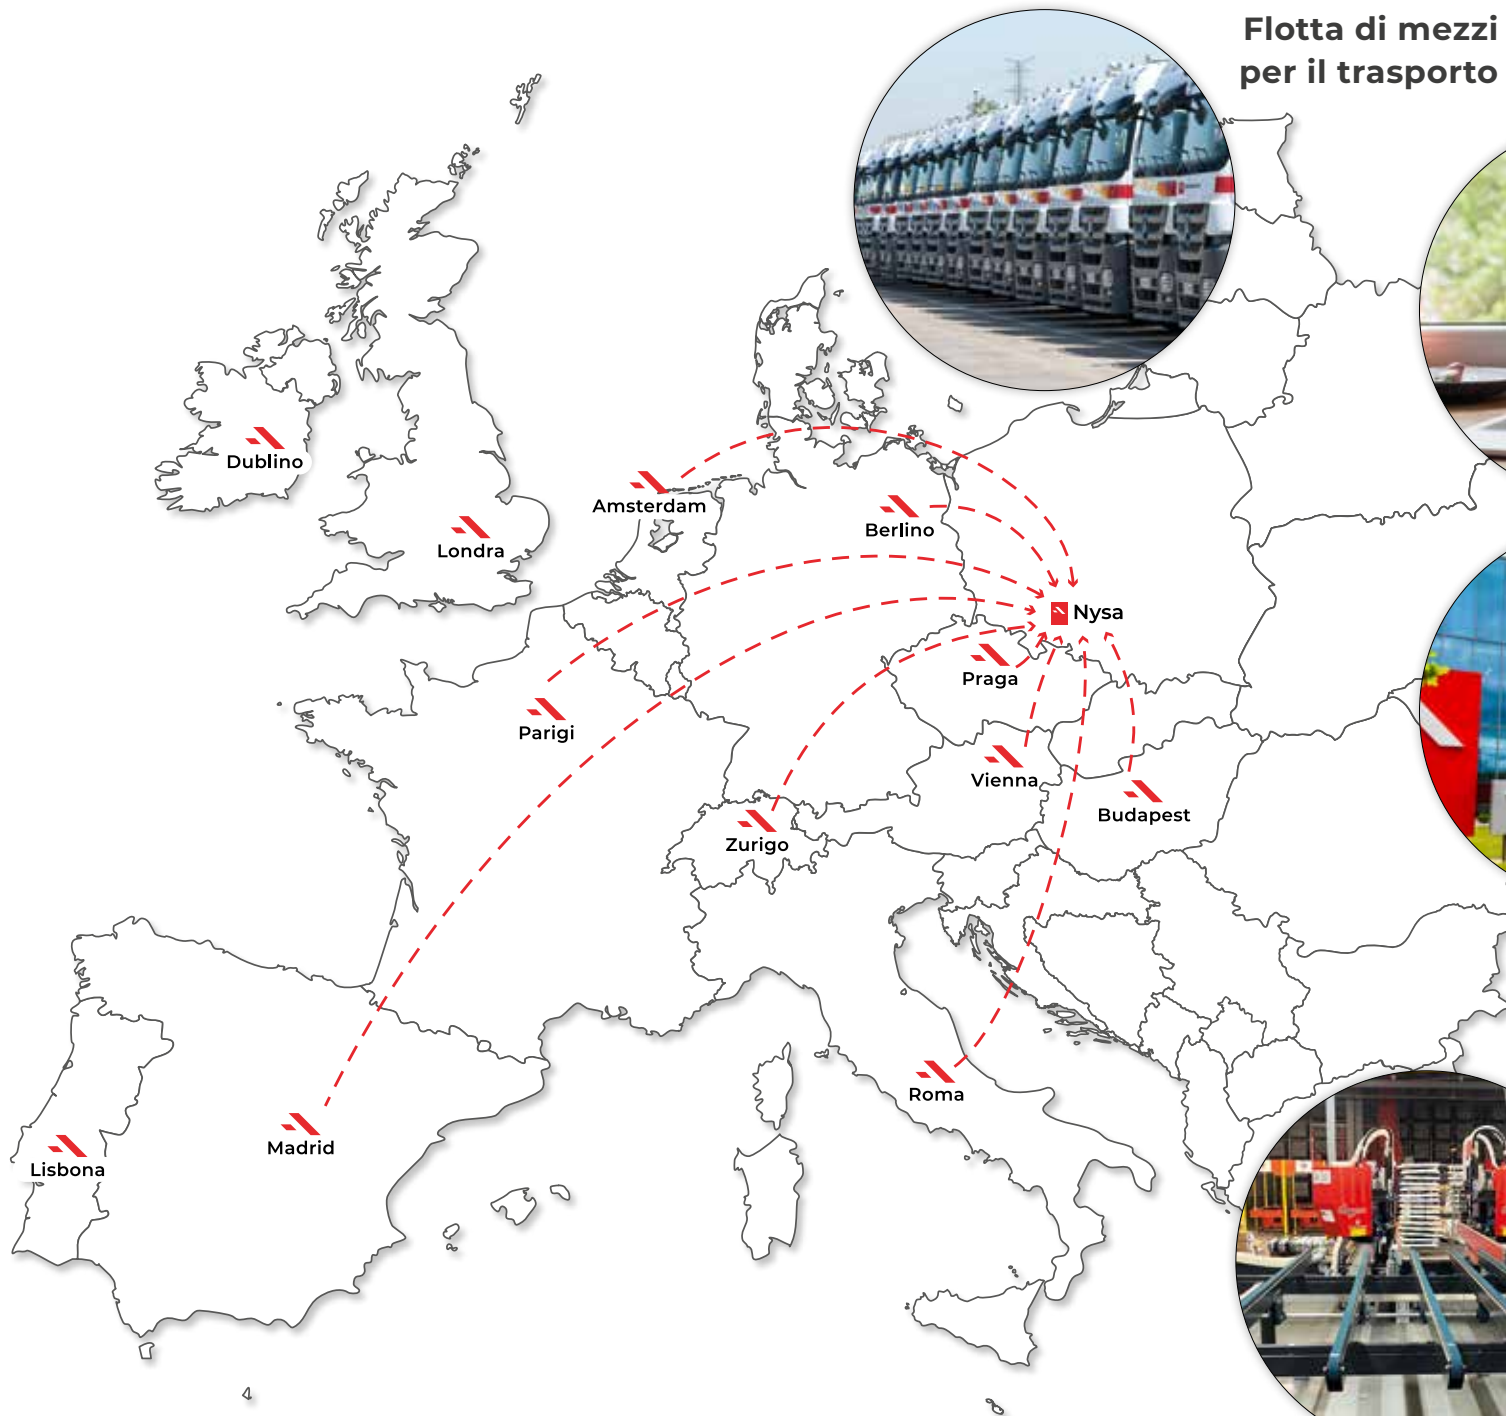 Flotta di mezzi
per il trasporto
Dublino
Londra
Amsterdam
Berlino
Nysa
Praga
Parigi
Vienna
Budapest
Zurigo
Roma
Madrid
Lisbona